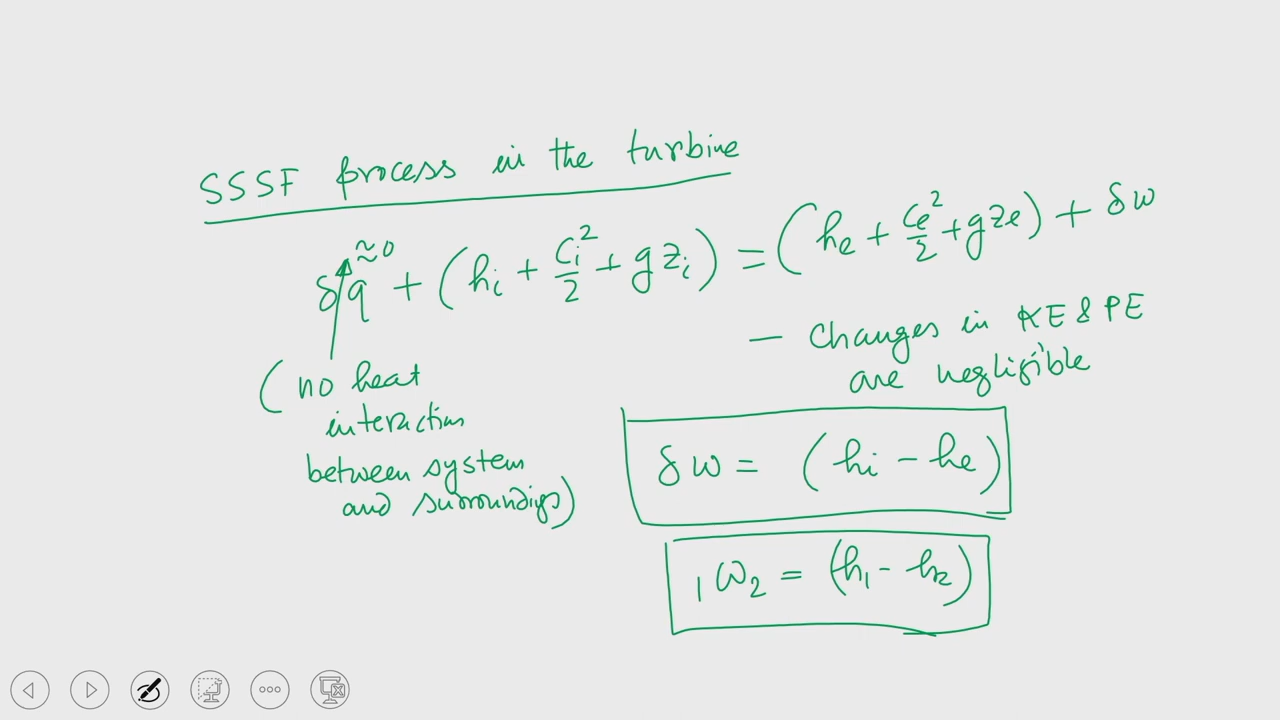 SSSF process in the turbine
≈0
δq + (hᵢ + Cᵢ²/2 + gzᵢ) = (hₑ + Cₑ²/2 + gzₑ) + δw
— Changes in KE & PE
are negligible
(no heat
interaction
between system
and surroundigs)
δw = (hi - he)
₁W₂ = (h₁ - h₂)